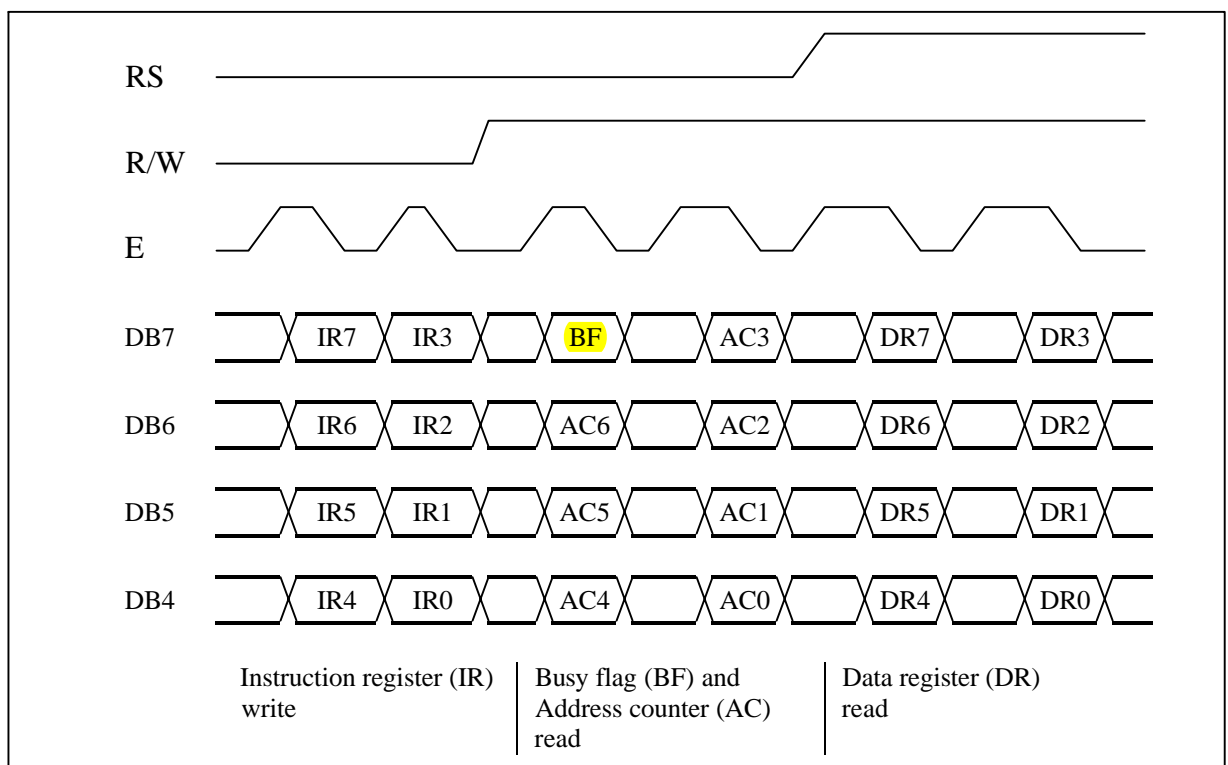 RS
R/W
E
DB7 IR7 IR3 BF AC3 DR7 DR3
DB6 IR6 IR2 AC6 AC2 DR6 DR2
DB5 IR5 IR1 AC5 AC1 DR5 DR1
DB4 IR4 IR0 AC4 AC0 DR4 DR0
Instruction register (IR)
write
Busy flag (BF) and
Address counter (AC)
read
Data register (DR)
read